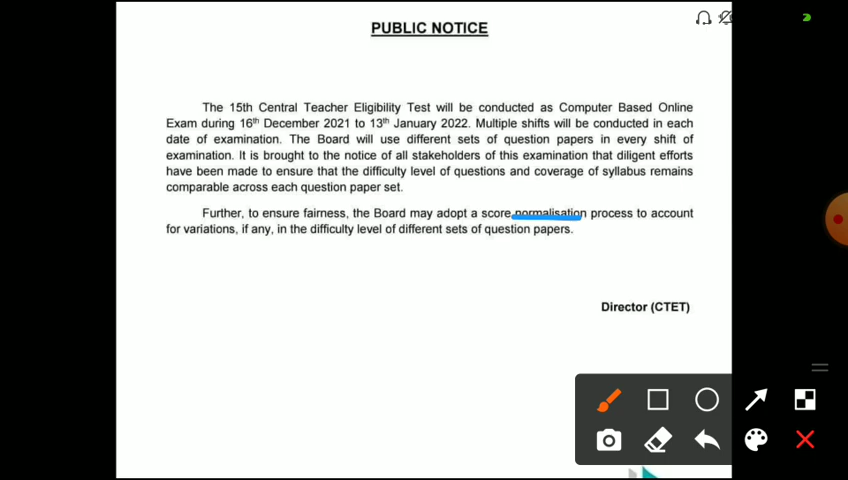 PUBLIC NOTICE
The 15th Central Teacher Eligibility Test will be conducted as Computer Based Online
Exam during 16th December 2021 to 13th January 2022. Multiple shifts will be conducted in each
date of examination. The Board will use different sets of question papers in every shift of
examination. It is brought to the notice of all stakeholders of this examination that diligent efforts
have been made to ensure that the difficulty level of questions and coverage of syllabus remains
comparable across each question paper set.
Further, to ensure fairness, the Board may adopt a score normalisation process to account
for variations, if any, in the difficulty level of different sets of question papers.
Director (CTET)